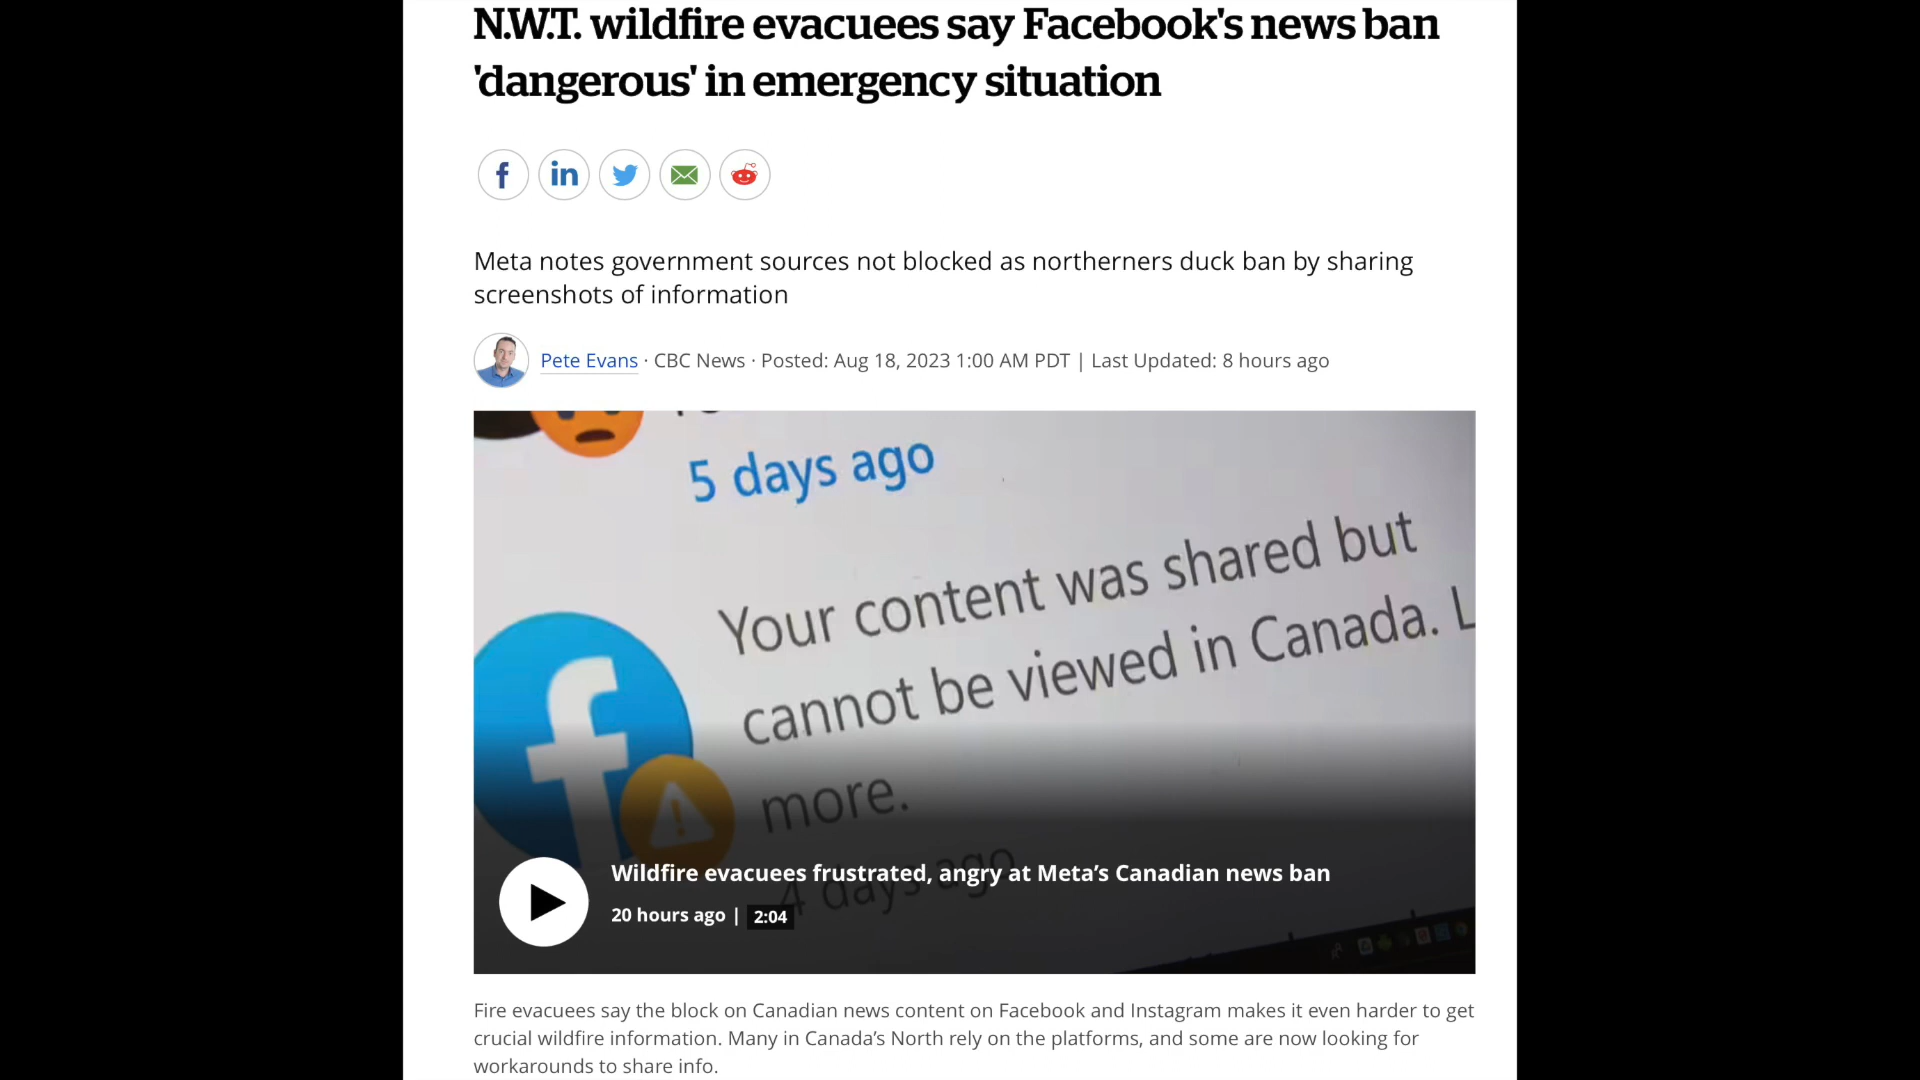 N.W.T. wildfire evacuees say Facebook's news ban
'dangerous' in emergency situation
f in
Meta notes government sources not blocked as northerners duck ban by sharing
screenshots of information
Pete Evans · CBC News · Posted: Aug 18, 2023 1:00 AM PDT | Last Updated: 8 hours ago
5 days ago
Your content was shared but
cannot be viewed in Canada. L
more.
4 days ago
Wildfire evacuees frustrated, angry at Meta’s Canadian news ban
20 hours ago | 2:04
Fire evacuees say the block on Canadian news content on Facebook and Instagram makes it even harder to get
crucial wildfire information. Many in Canada’s North rely on the platforms, and some are now looking for
workarounds to share info.